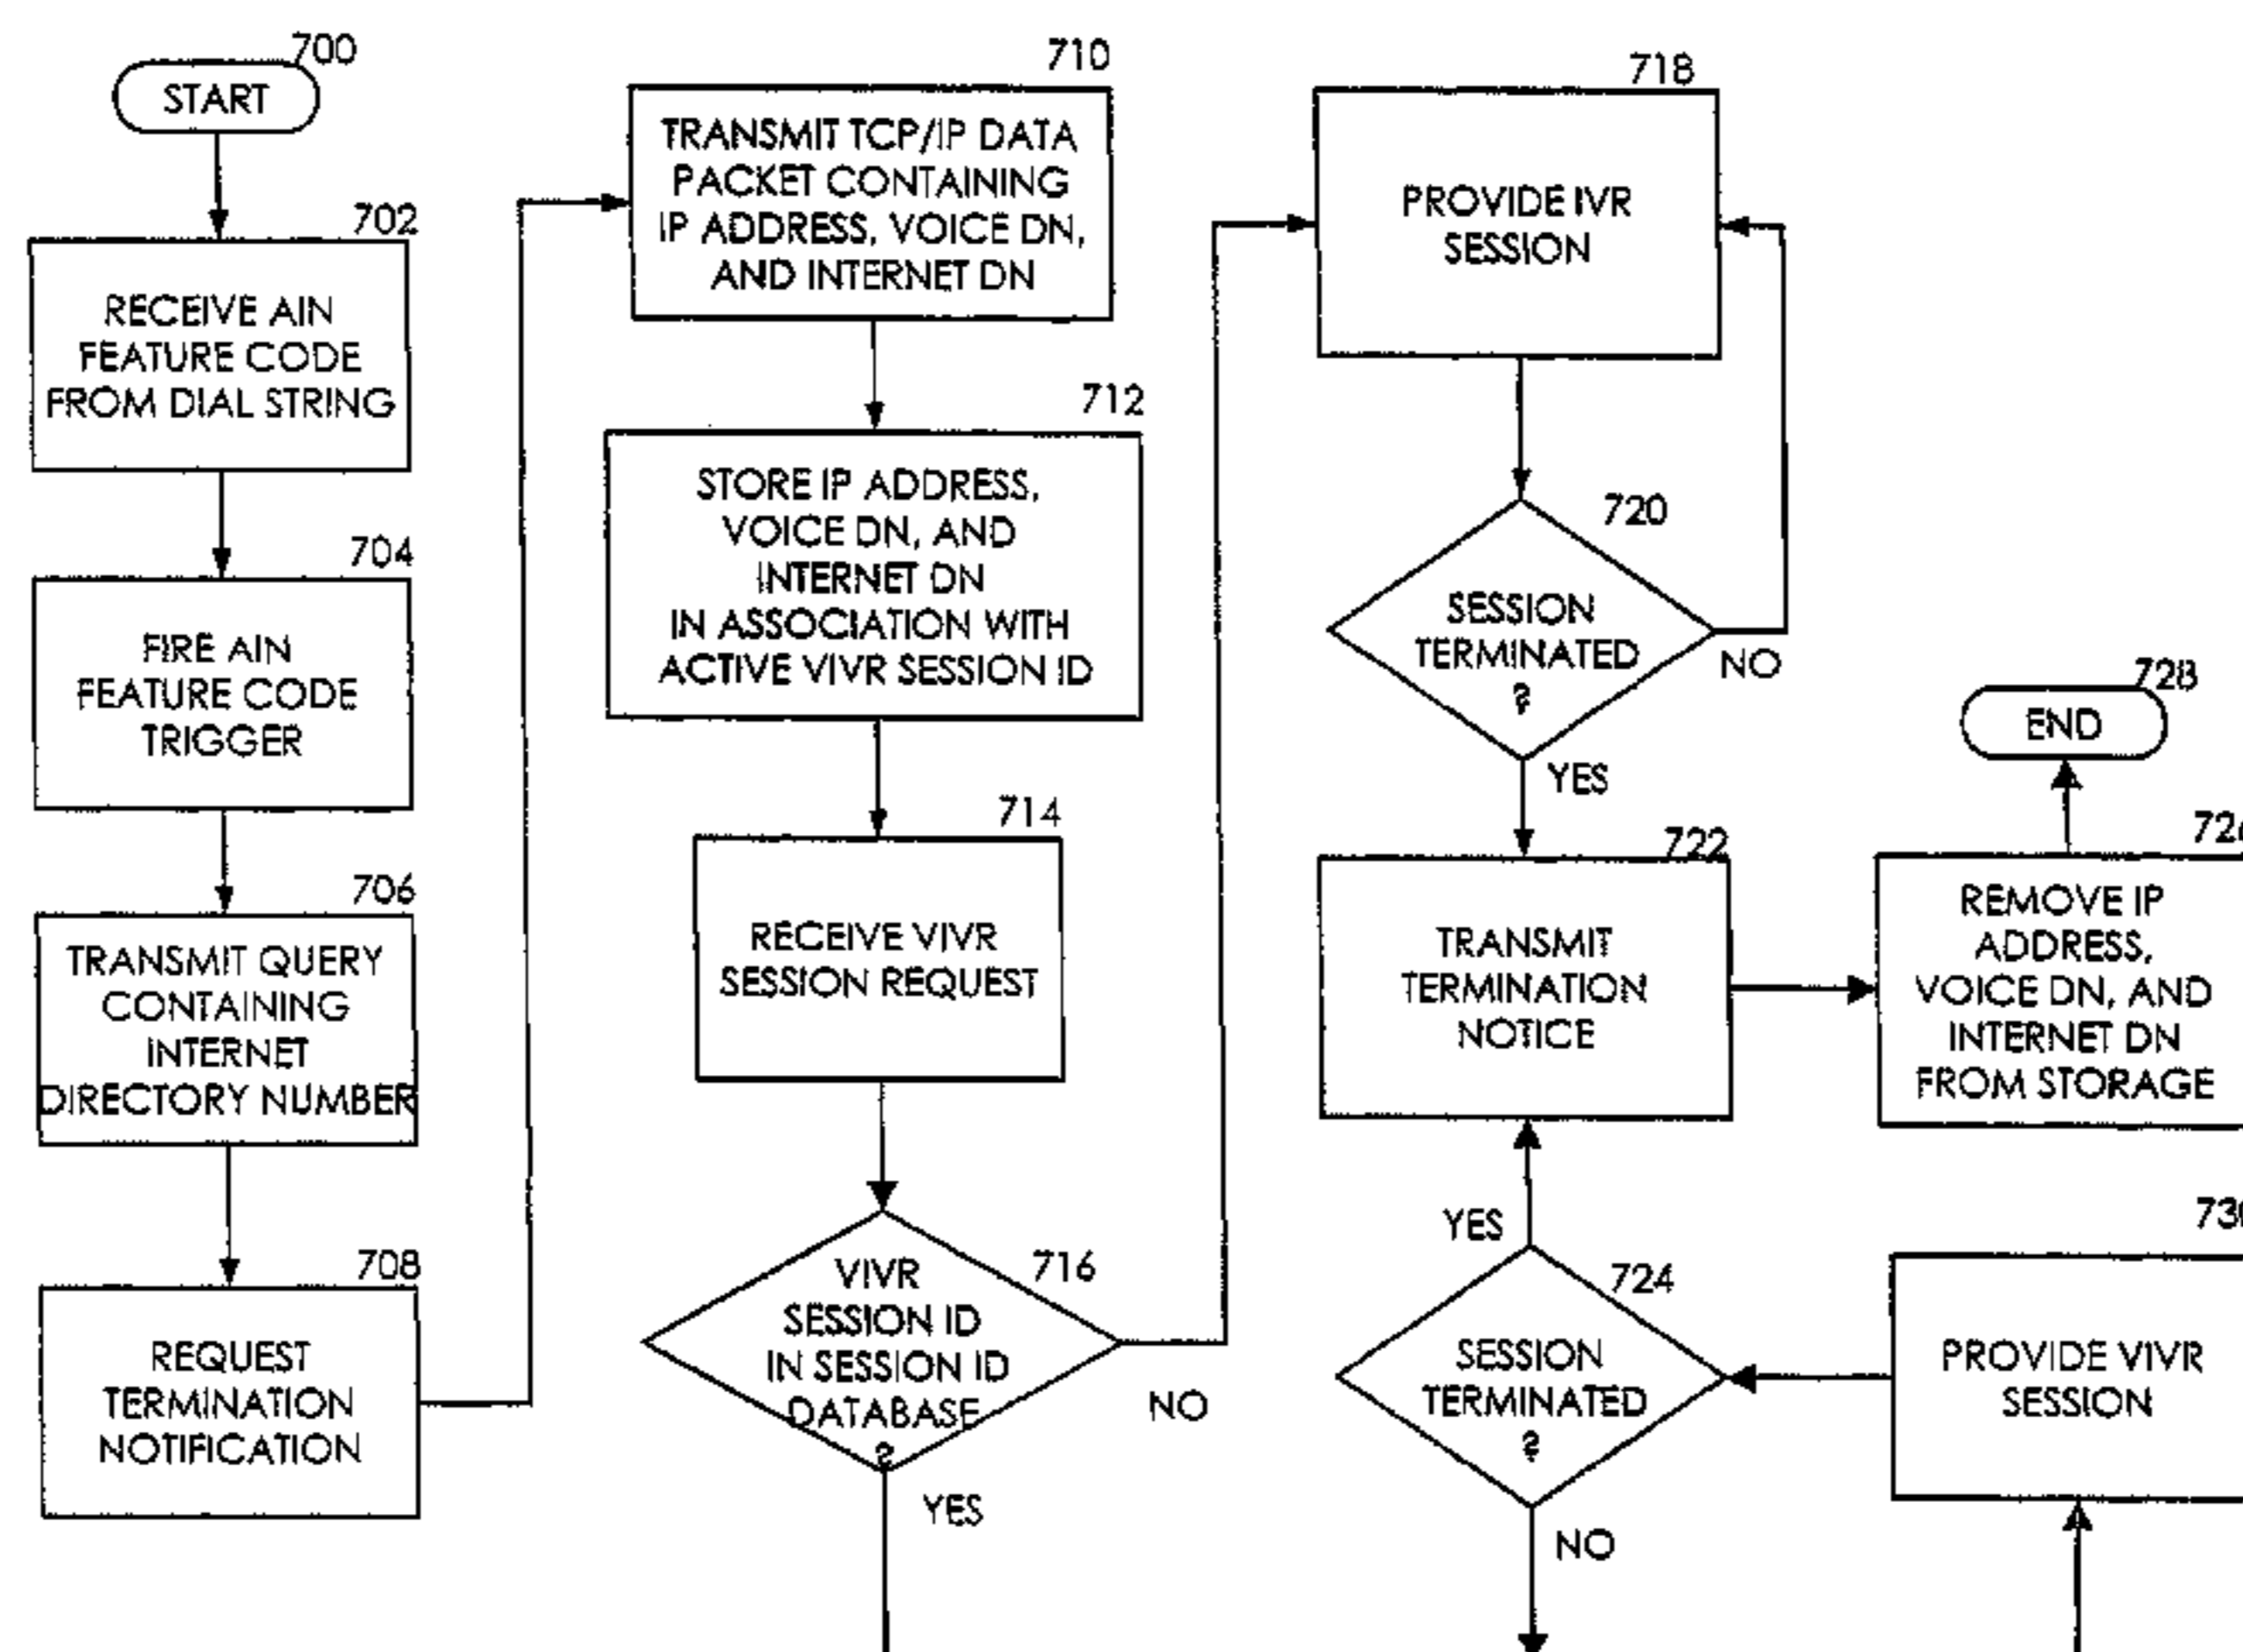 700
START
702
RECEIVE AIN
FEATURE CODE
FROM DIAL STRING
704
FIRE AIN
FEATURE CODE
TRIGGER
706
TRANSMIT QUERY
CONTAINING
INTERNET
DIRECTORY NUMBER
708
REQUEST
TERMINATION
NOTIFICATION
710
TRANSMIT TCP/IP DATA
PACKET CONTAINING
IP ADDRESS, VOICE DN,
AND INTERNET DN
712
STORE IP ADDRESS,
VOICE DN, AND
INTERNET DN
IN ASSOCIATION WITH
ACTIVE VIVR SESSION ID
714
RECEIVE VIVR
SESSION REQUEST
716
VIVR
SESSION ID
IN SESSION ID
DATABASE
?
NO
YES
718
PROVIDE IVR
SESSION
720
SESSION
TERMINATED
?
NO
YES
722
TRANSMIT
TERMINATION
NOTICE
YES
724
SESSION
TERMINATED
?
NO
728
END
REMOVE IP
ADDRESS,
VOICE DN, AND
INTERNET DN
FROM STORAGE
PROVIDE VIVR
SESSION